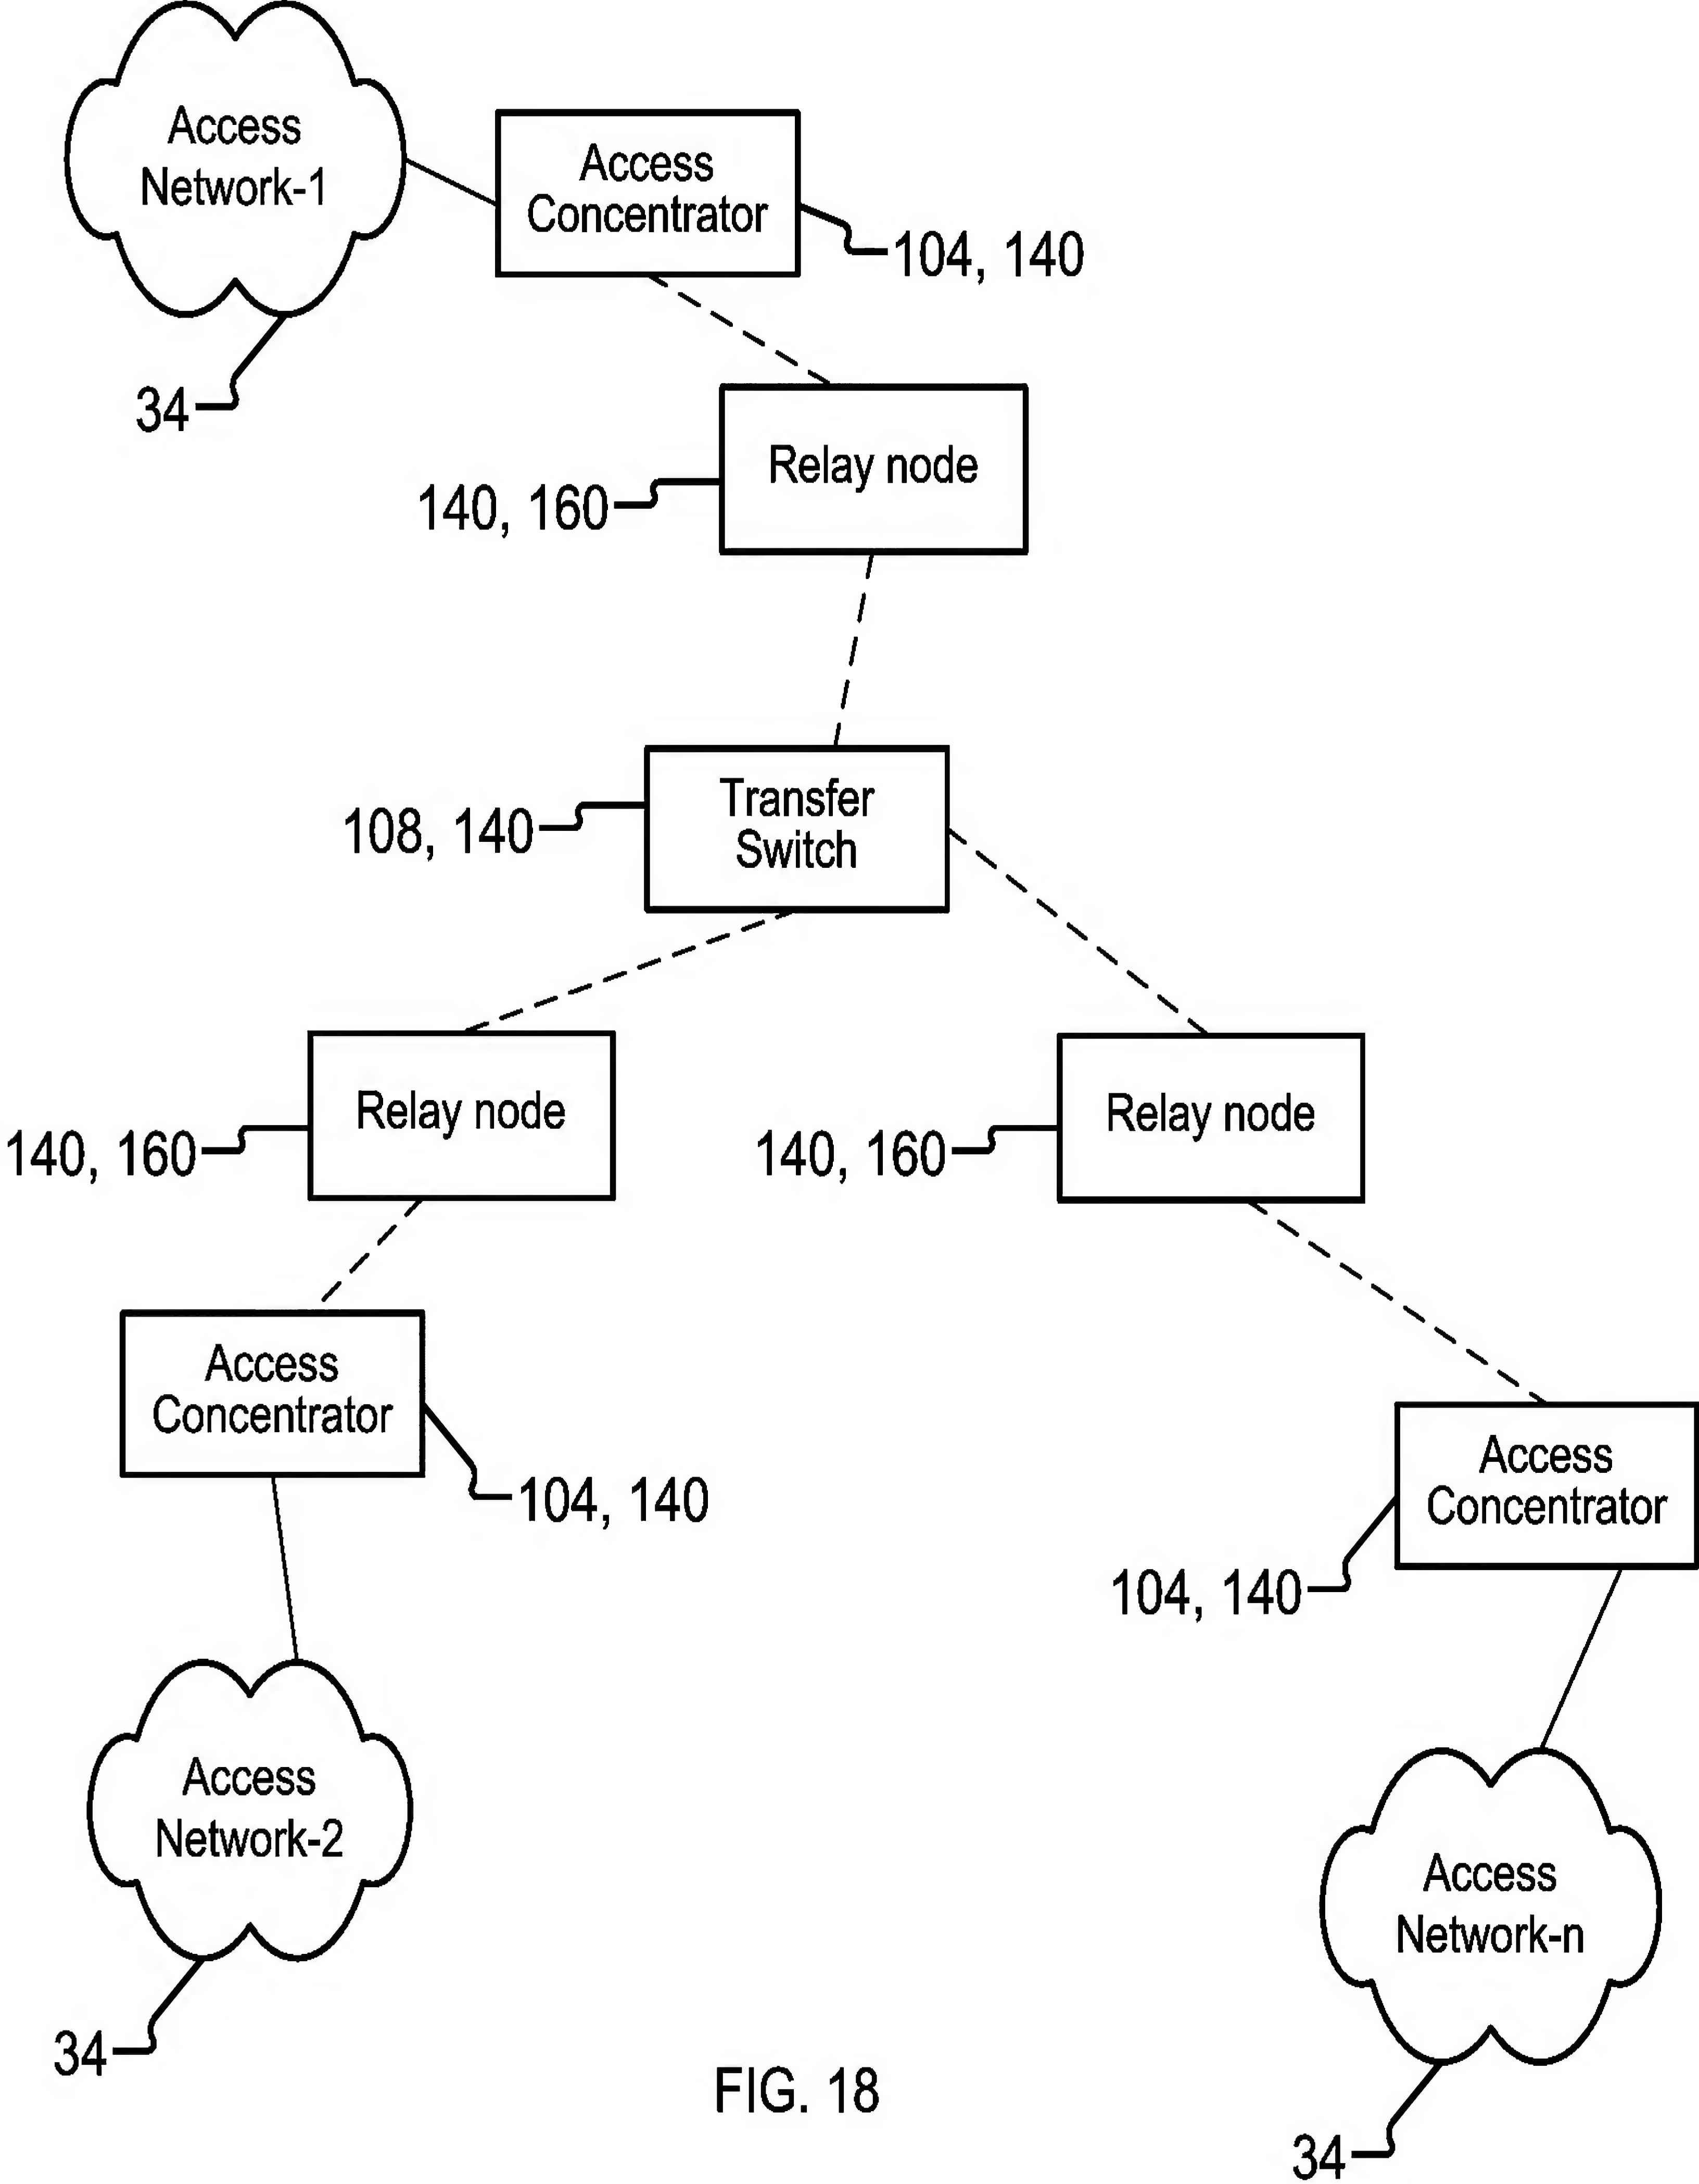 Access
Network-1
Access
Concentrator
104, 140
34
Relay node
140, 160
Transfer
Switch
108, 140
Relay node
140, 160
Relay node
140, 160
Access
Concentrator
104, 140
Access
Concentrator
104, 140
Access
Network-2
34
Access
Network-n
34
FIG. 18